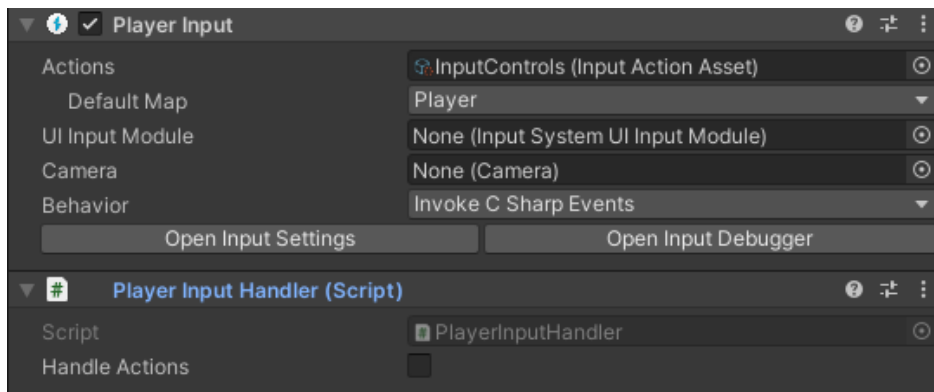 Player Input
Actions InputControls (Input Action Asset)
Default Map Player
UI Input Module None (Input System UI Input Module)
Camera None (Camera)
Behavior Invoke C Sharp Events
Open Input Settings Open Input Debugger
# Player Input Handler (Script)
Script # PlayerInputHandler
Handle Actions